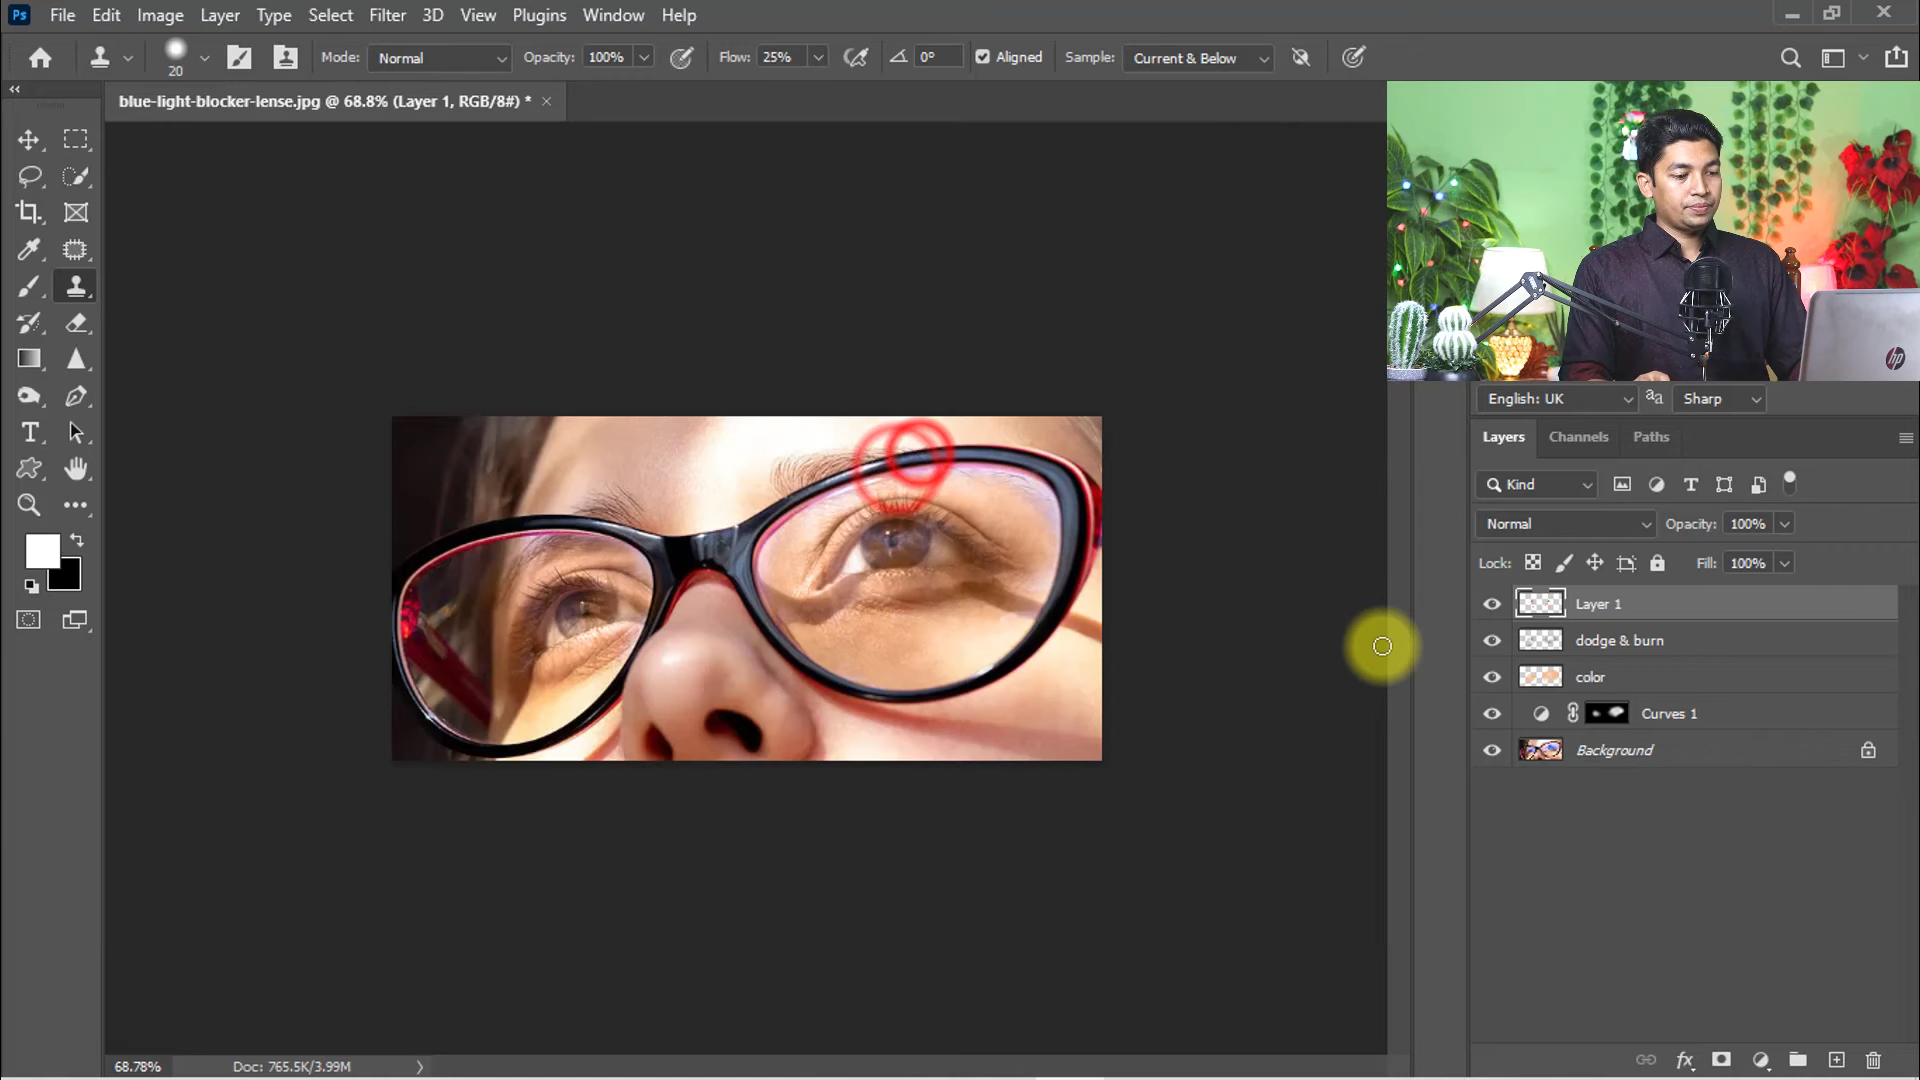 Ps File Edit Image Layer Type Select Filter 3D View Plugins Window Help
20 Mode: Normal Opacity: 100% Flow: 25% 0° Aligned Sample: Current & Below
blue-light-blocker-lense.jpg @ 68.8% (Layer 1, RGB/8#) *
hp
English: UK aa Sharp
Layers Channels Paths
Kind
Normal Opacity: 100%
Lock: Fill: 100%
Layer 1
dodge & burn
color
Curves 1
Background
68.78% Doc: 765.5K/3.99M